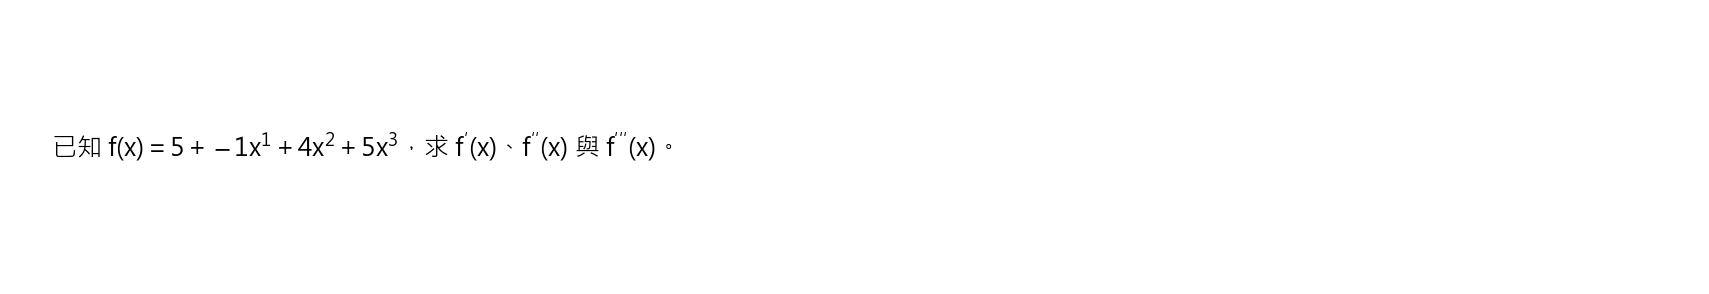 已知 f(x) = 5 + −1x¹ + 4x² + 5x³，求 f′(x)、f′′(x) 與 f′′′(x)。